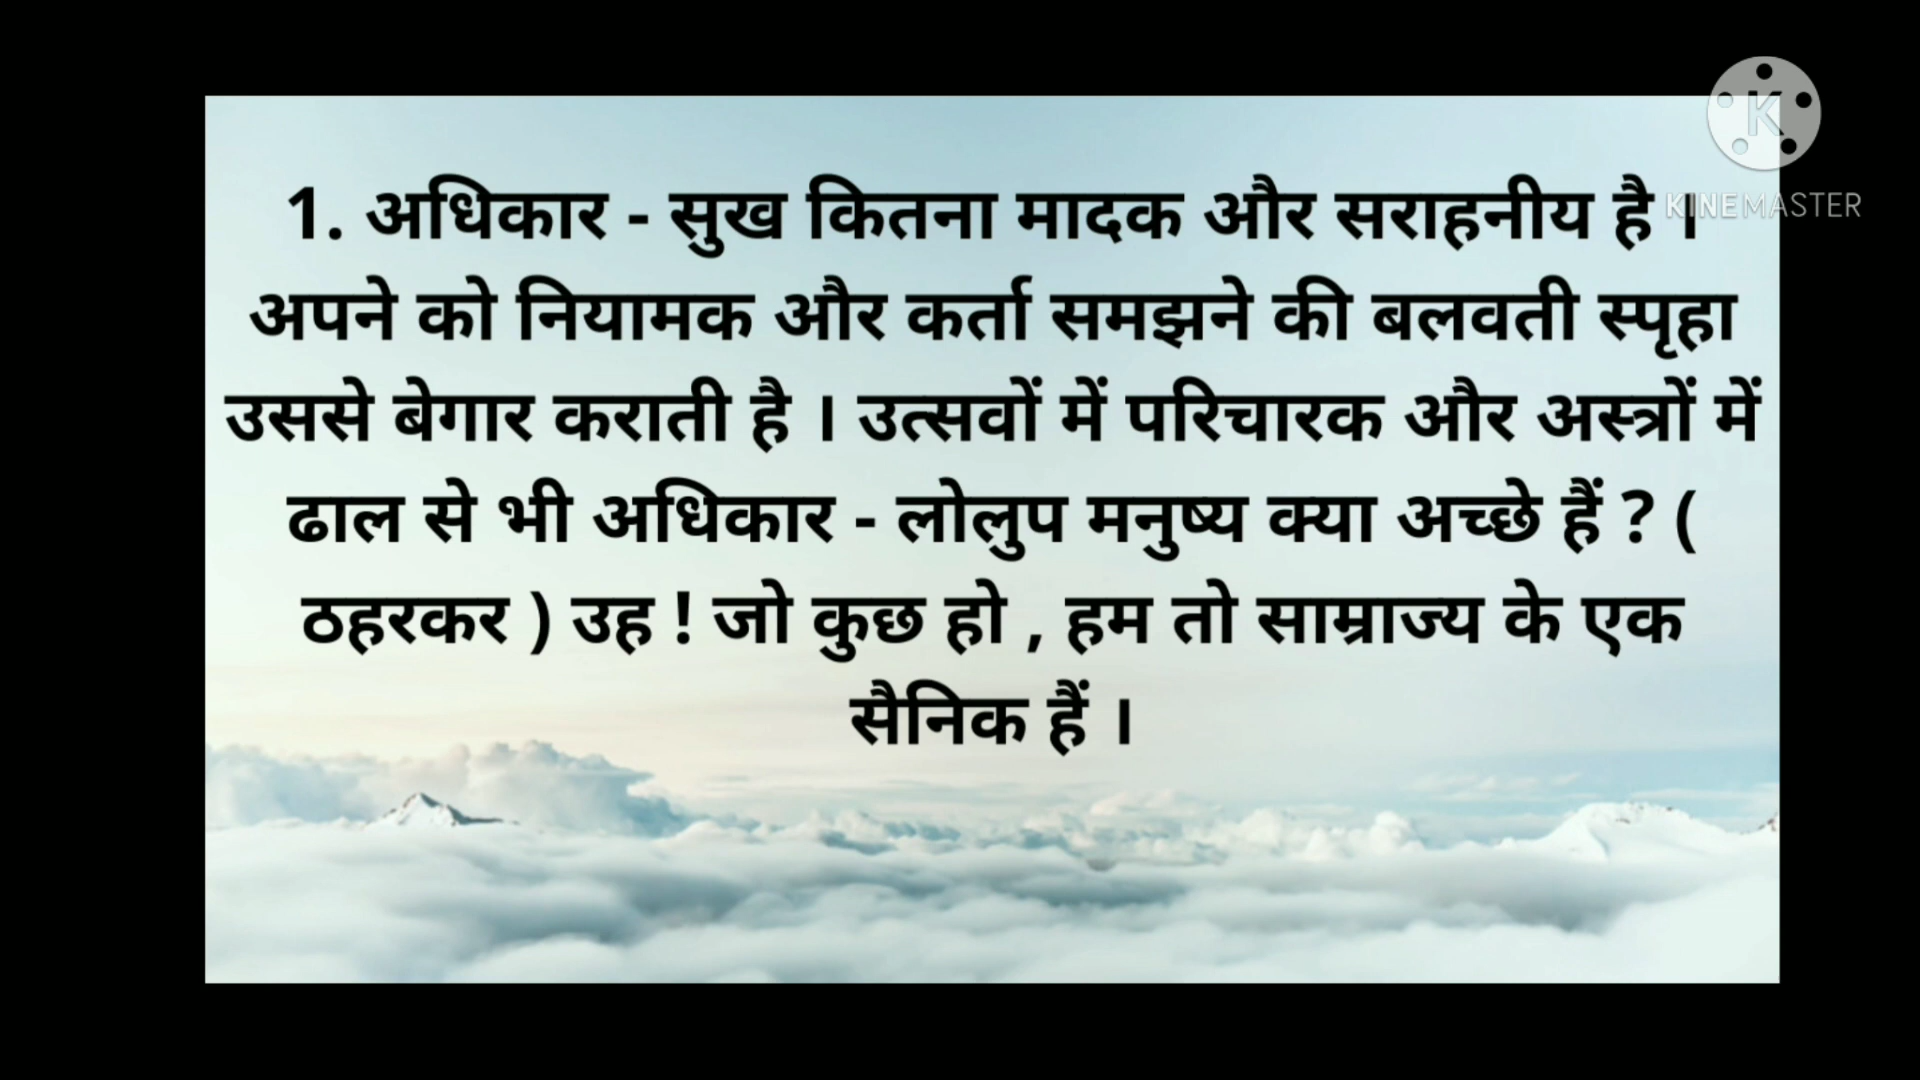 1. अधिकार - सुख कितना मादक और सराहनीय है ।
अपने को नियामक और कर्ता समझने की बलवती स्पृहा
उससे बेगार कराती है । उत्सवों में परिचारक और अस्त्रों में
ढाल से भी अधिकार - लोलुप मनुष्य क्या अच्छे हैं ? (
ठहरकर ) उह ! जो कुछ हो , हम तो साम्राज्य के एक
सैनिक हैं ।
K
KINEMASTER